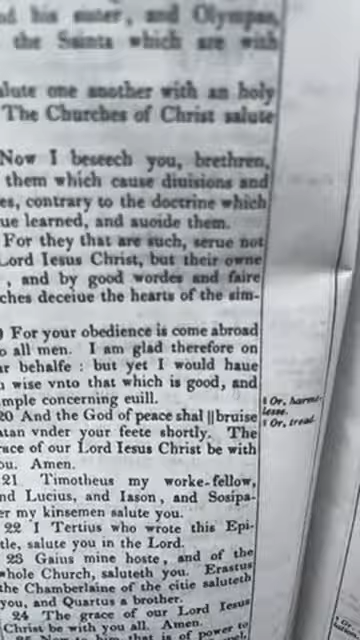 d his sister, and Olympas,
the Saints which are with
alute one another with an holy
The Churches of Christ salute
Now I beseech you, brethren,
them which cause diuisions and
es, contrary to the doctrine which
ue learned, and auoide them.
For they that are such, serue not
Lord Iesus Christ, but their owne
, and by good wordes and faire
ches deceiue the hearts of the sim-
For your obedience is come abroad
o all men. I am glad therefore on
ur behalfe : but yet I would haue
wise vnto that which is good, and
mple concerning euill.
20 And the God of peace shal ||bruise
atan vnder your feete shortly. The
race of our Lord Iesus Christ be with
ou. Amen.
21 Timotheus my worke-fellow,
nd Lucius, and Iason, and Sosipa-
er my kinsemen salute you.
22 I Tertius who wrote this Epi-
tle, salute you in the Lord.
23 Gaius mine hoste, and of the
whole Church, saluteth you. Erastus
the Chamberlaine of the citie saluteth
you, and Quartus a brother.
24 The grace of our Lord Iesus
Christ be with you all. Amen.
him that is of power to
Or, harme-
lesse.
Or, tread.